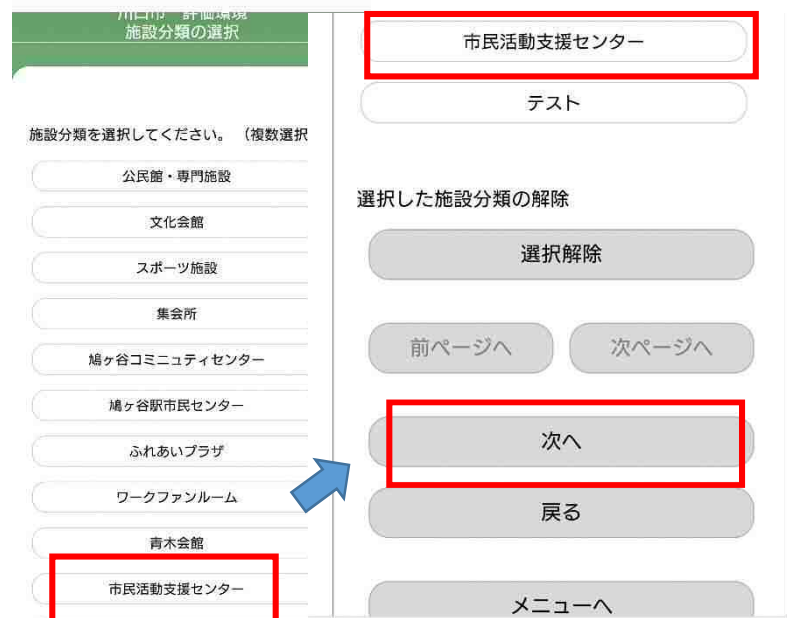 川口市　評価環境
施設分類の選択
施設分類を選択してください。　（複数選択
公民館・専門施設
文化会館
スポーツ施設
集会所
鳩ヶ谷コミニュティセンター
鳩ヶ谷駅市民センター
ふれあいプラザ
ワークファンルーム
青木会館
市民活動支援センター
市民活動支援センター
テスト
選択した施設分類の解除
選択解除
前ページへ
次ページへ
次へ
戻る
メニューへ